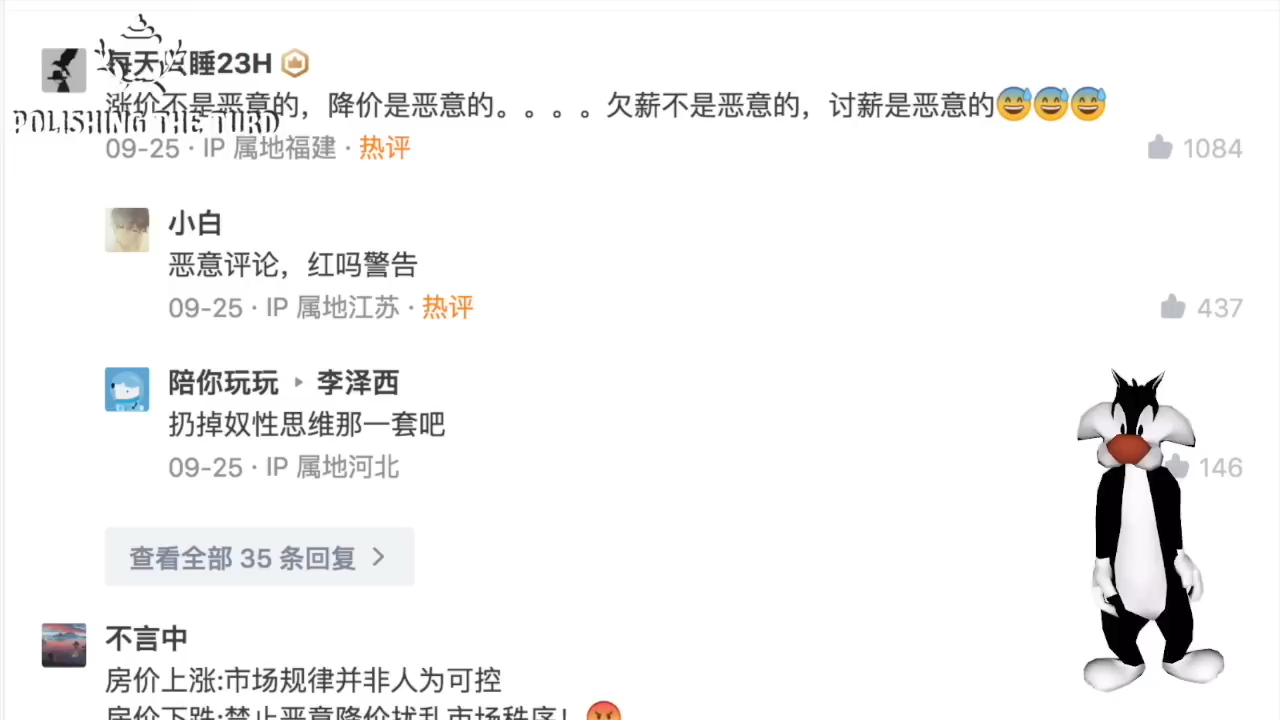 每天只睡23H
POLISHING THE TURD
涨价不是恶意的，降价是恶意的。。。。欠薪不是恶意的，讨薪是恶意的😅😅😅
09-25 · IP 属地福建 · 热评
1084
小白
恶意评论，红吗警告
09-25 · IP 属地江苏 · 热评
437
陪你玩玩 ▸ 李泽西
扔掉奴性思维那一套吧
09-25 · IP 属地河北
146
查看全部 35 条回复 >
不言中
房价上涨:市场规律并非人为可控
房价下跌:禁止恶意降价扰乱市场秩序！😡